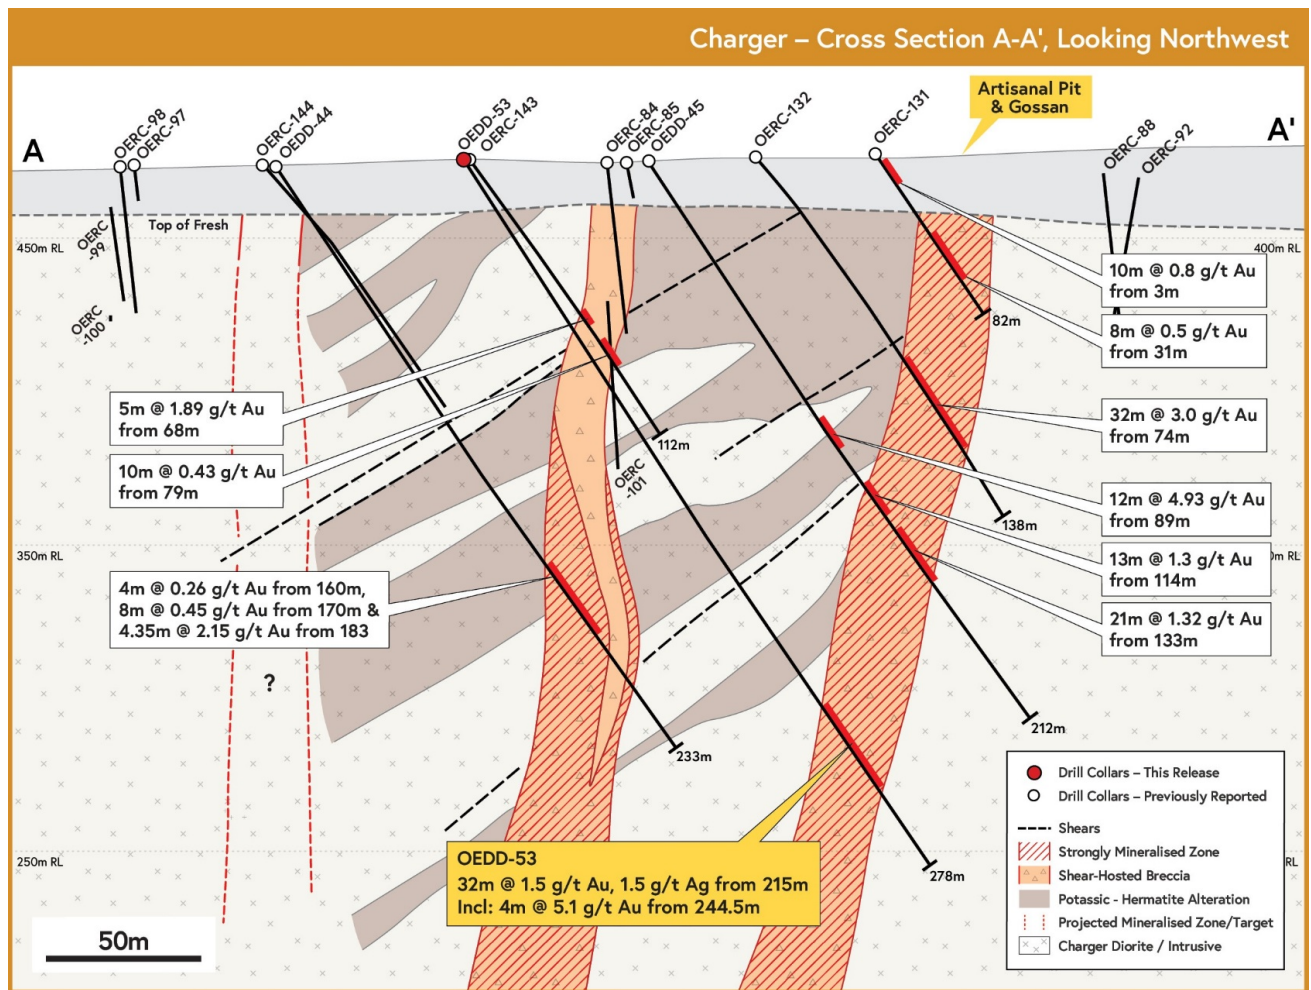 Charger – Cross Section A-A', Looking Northwest
A
A'
OERC-98
OERC-97
OERC-144
OEDD-44
OEDD-53
OERC-143
OERC-84
OERC-85
OEDD-45
OERC-132
OERC-131
Artisanal Pit
& Gossan
OERC-88
OERC-92
OERC
-99
OERC
-100
Top of Fresh
450m RL
400m RL
10m @ 0.8 g/t Au
from 3m
8m @ 0.5 g/t Au
from 31m
82m
5m @ 1.89 g/t Au
from 68m
10m @ 0.43 g/t Au
from 79m
112m
OERC
-101
32m @ 3.0 g/t Au
from 74m
12m @ 4.93 g/t Au
from 89m
138m
350m RL
0m RL
13m @ 1.3 g/t Au
from 114m
21m @ 1.32 g/t Au
from 133m
4m @ 0.26 g/t Au from 160m,
8m @ 0.45 g/t Au from 170m &
4.35m @ 2.15 g/t Au from 183
?
233m
212m
250m RL
RL
278m
OEDD-53
32m @ 1.5 g/t Au, 1.5 g/t Ag from 215m
Incl: 4m @ 5.1 g/t Au from 244.5m
50m
Drill Collars – This Release
Drill Collars – Previously Reported
Shears
Strongly Mineralised Zone
Shear-Hosted Breccia
Potassic - Hermatite Alteration
Projected Mineralised Zone/Target
Charger Diorite / Intrusive